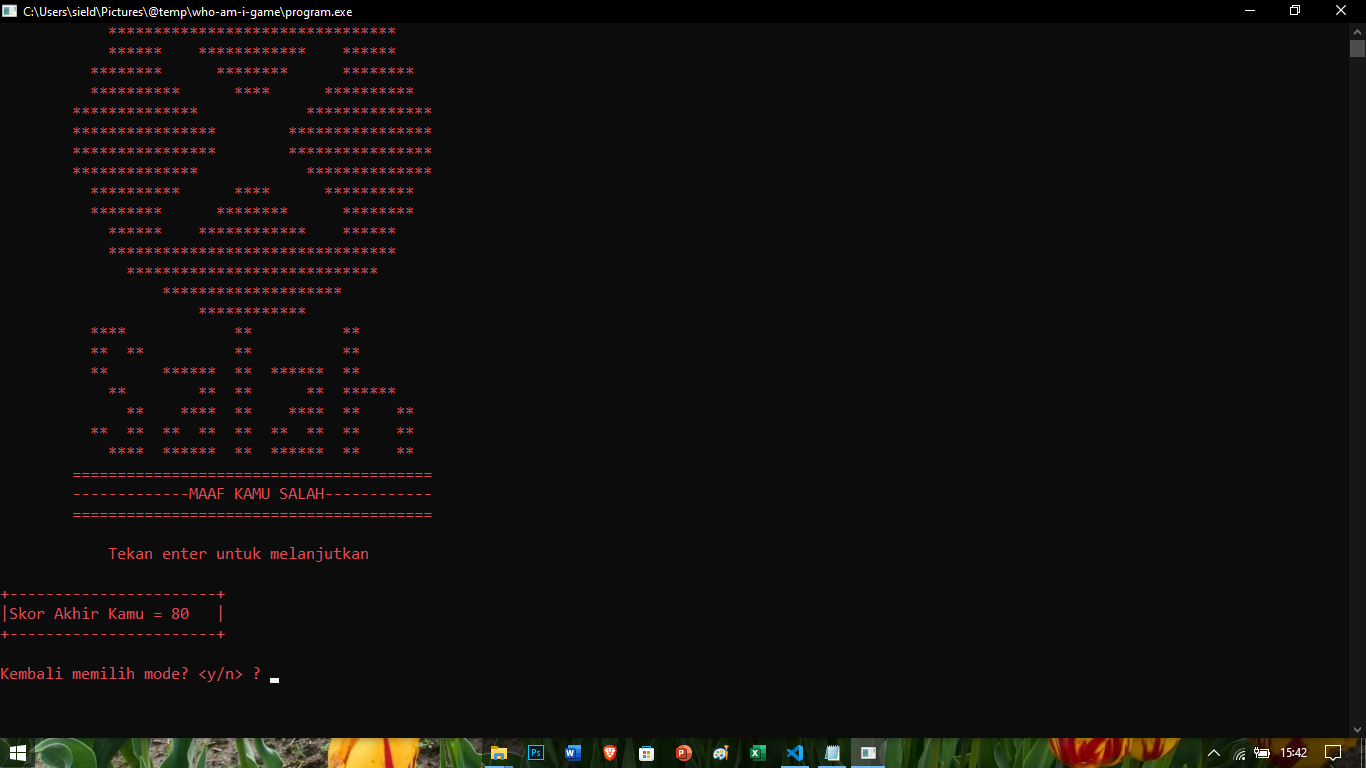 C:\Users\sield\Pictures\@temp\who-am-i-game\program.exe
Salah
=======================================
-------------MAAF KAMU SALAH------------
=======================================
Tekan enter untuk melanjutkan
+-----------------------+
|Skor Akhir Kamu = 80   |
+-----------------------+
Kembali memilih mode? <y/n> ?
15:42